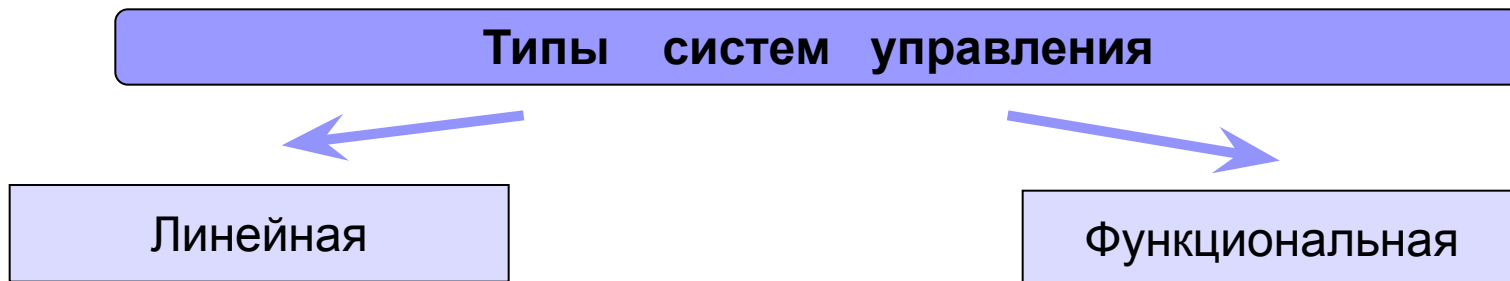 Типы систем управления
Линейная
Функциональная